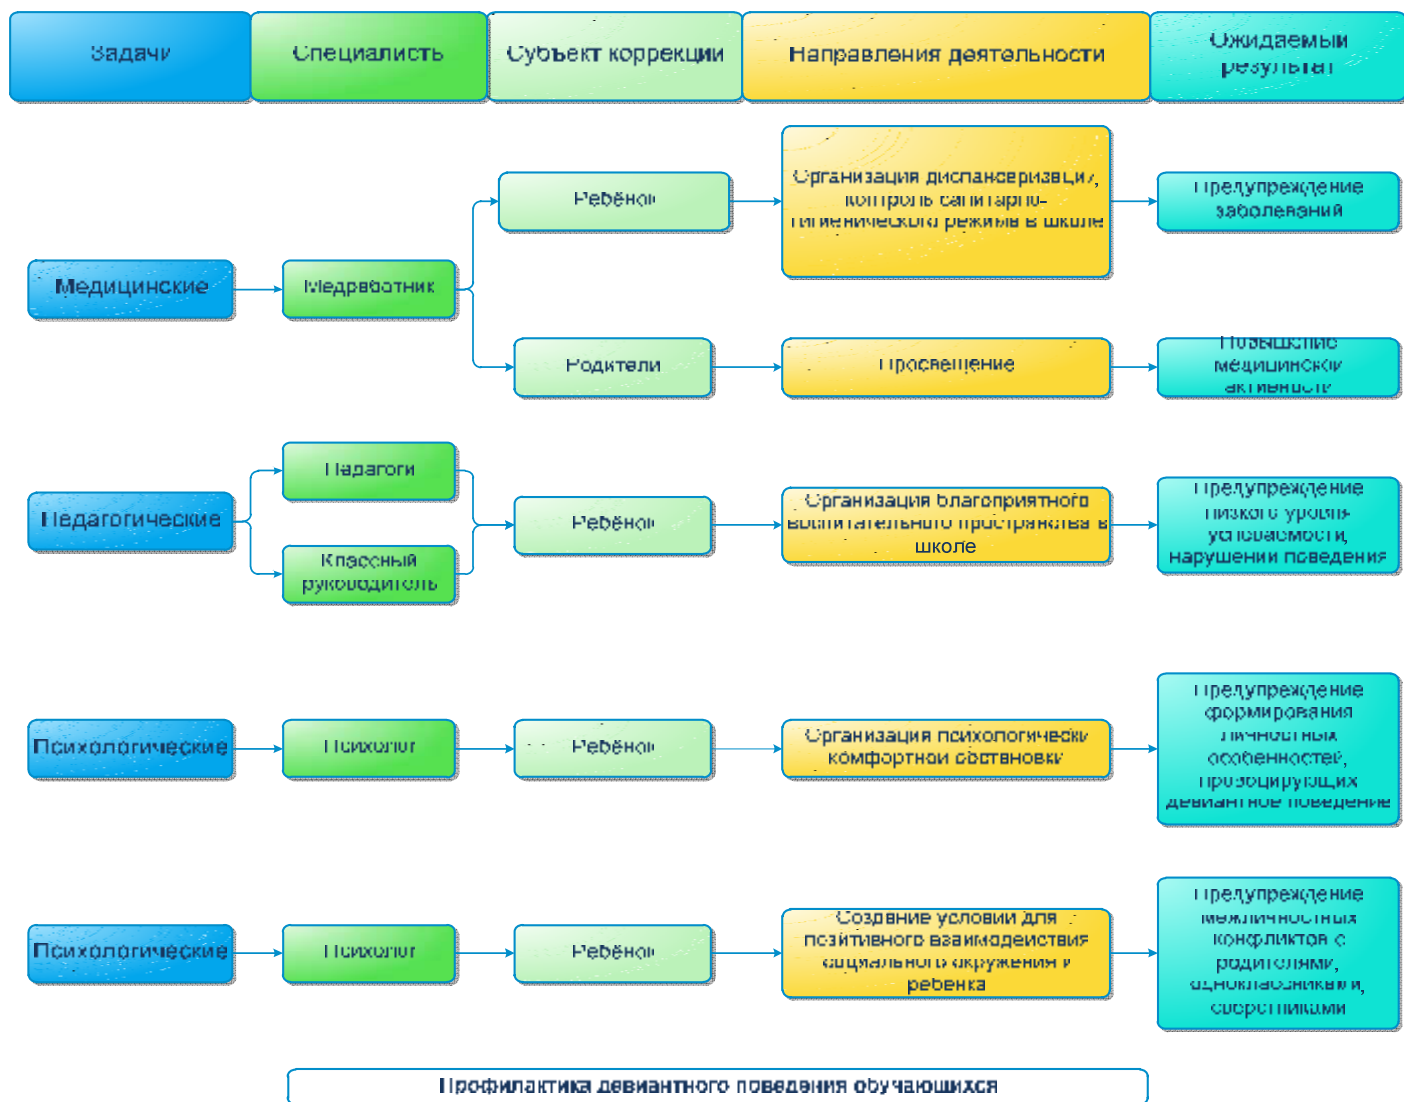 Задачи
Специалисть
Субъект коррекции
Направления деятельности
Ожидаемый
результат
Ребёнок
Организация диспансеризации,
контроль санитарно-
гигиенического режима в школе
Предупреждение
заболеваний
Медицинские
Медработник
Родители
Просвещение
Повышение
медицинской
активности
Педагогические
Педагоги
Классный
руководитель
Ребёнок
Организация благоприятного
воспитательного пространства в
школе
Предупреждение
низкого уровня
успеваемости,
нарушений поведения
Психологические
Психолог
Ребёнок
Организация психологически
комфортной обстановки
Предупреждение
формирования
личностных
особенностей,
провоцирующих
девиантное поведение
Психологические
Психолог
Ребёнок
Создание условий для
позитивного взаимодействия
социального окружения и
ребенка
Предупреждение
межличностных
конфликтов с
родителями,
одноклассниками,
сверстниками
Профилактика девиантного поведения обучающихся